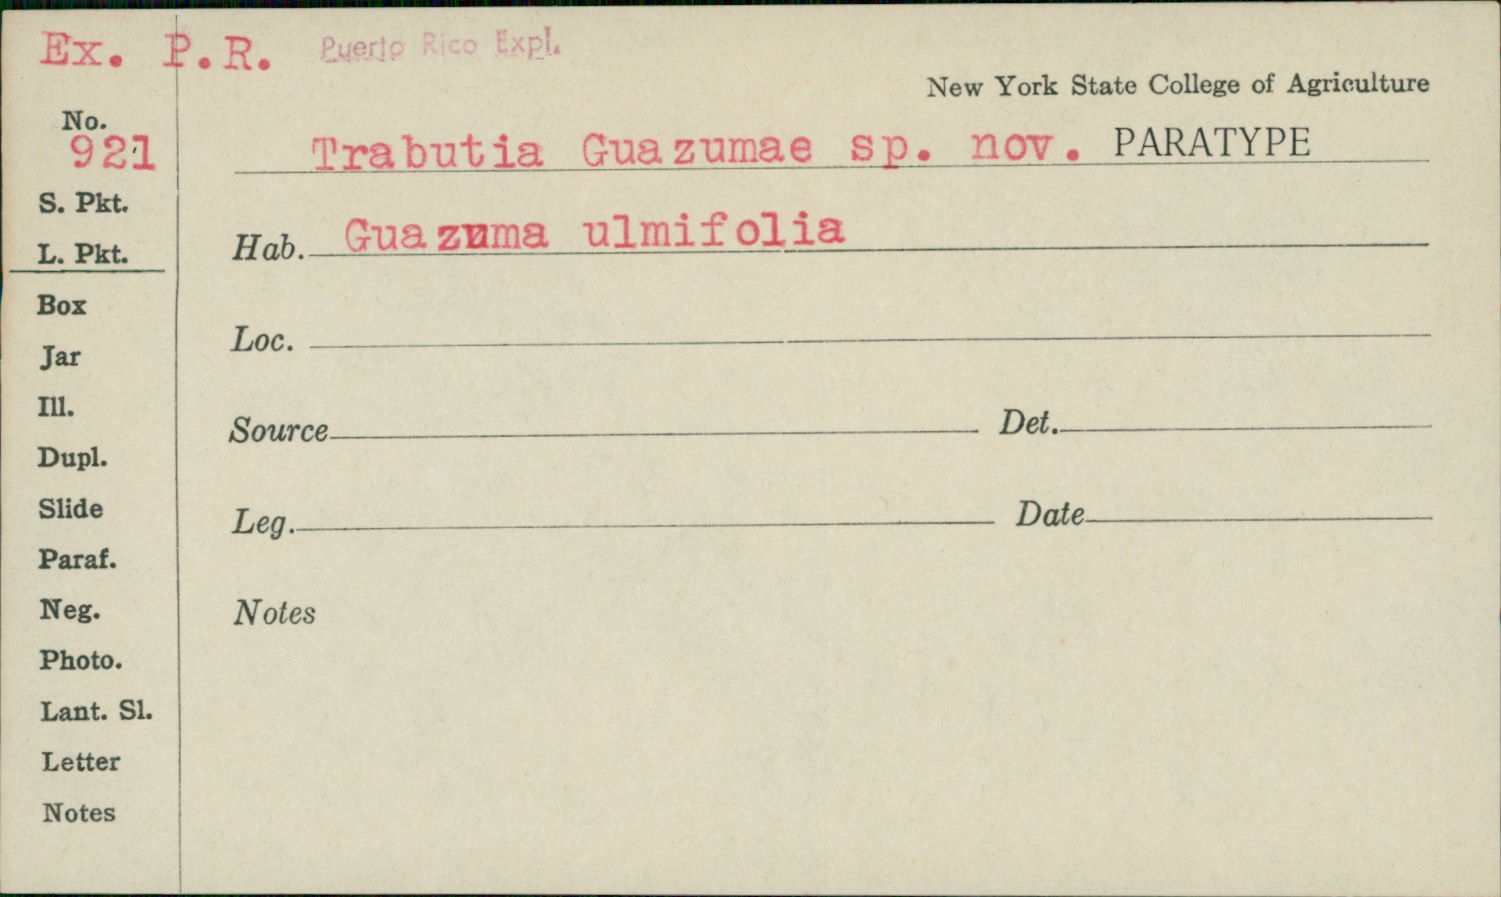 Ex. P.R. Puerto Rico Expl.
New York State College of Agriculture
No.
921
Trabutia Guazumae sp. nov. PARATYPE
S. Pkt.
Hab. Guazuma ulmifolia
L. Pkt.
Box
Loc.
Jar
Ill.
Source Det.
Dupl.
Slide
Leg. Date
Paraf.
Neg.
Notes
Photo.
Lant. Sl.
Letter
Notes